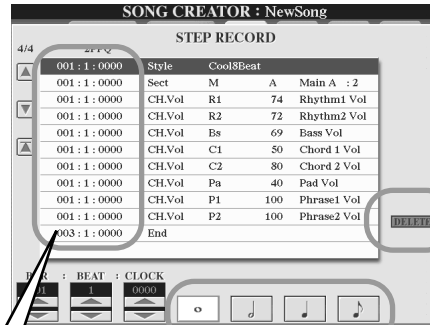 SONG CREATOR : NewSong
STEP RECORD
4/4
001 : 1 : 0000 Style Cool8Beat
001 : 1 : 0000 Sect M A Main A : 2
001 : 1 : 0000 CH.Vol R1 74 Rhythm1 Vol
001 : 1 : 0000 CH.Vol R2 72 Rhythm2 Vol
001 : 1 : 0000 CH.Vol Bs 69 Bass Vol
001 : 1 : 0000 CH.Vol C1 50 Chord 1 Vol
001 : 1 : 0000 CH.Vol C2 80 Chord 2 Vol
001 : 1 : 0000 CH.Vol Pa 40 Pad Vol
001 : 1 : 0000 CH.Vol P1 100 Phrase1 Vol
001 : 1 : 0000 CH.Vol P2 100 Phrase2 Vol
003 : 1 : 0000 End
DELETE
: BEAT : CLOCK
1 0000